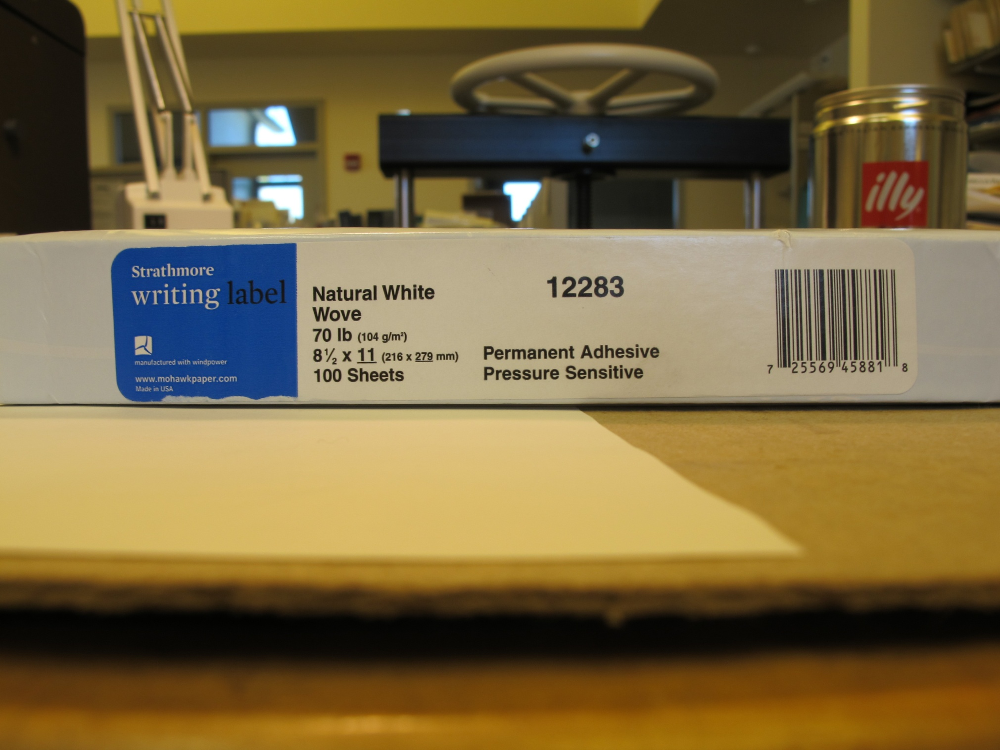 illy
Strathmore
writing label
manufactured with windpower
www.mohawkpaper.com
Made in USA
Natural White
Wove
70 lb (104 g/m²)
8½ x 11 (216 x 279 mm)
100 Sheets
12283
Permanent Adhesive
Pressure Sensitive
7 25569 45881 8